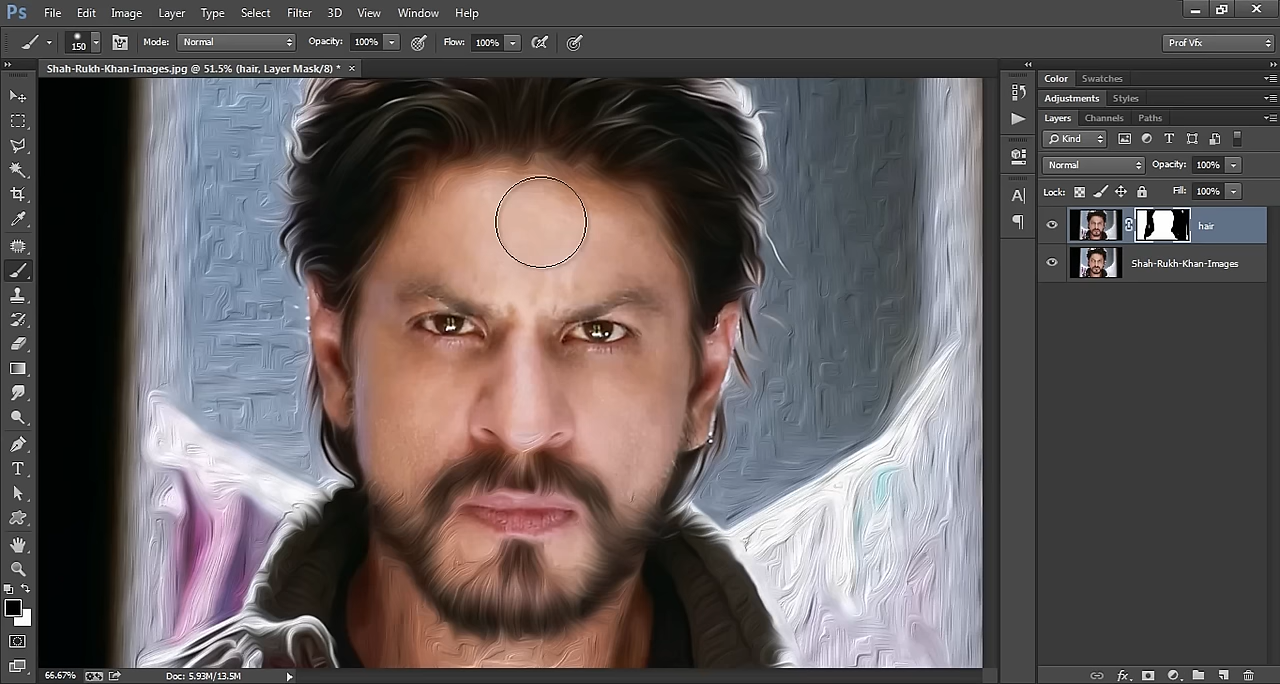 Ps File Edit Image Layer Type Select Filter 3D View Window Help
150 Mode: Normal Opacity: 100% Flow: 100% Prof Vfx
Shah-Rukh-Khan-Images.jpg @ 51.5% (hair, Layer Mask/8) * ×
Color Swatches
Adjustments Styles
Layers Channels Paths
Kind T
Normal Opacity: 100%
Lock: Fill: 100%
hair
Shah-Rukh-Khan-Images
A
T
66.67% Doc: 5.93M/13.5M
fx